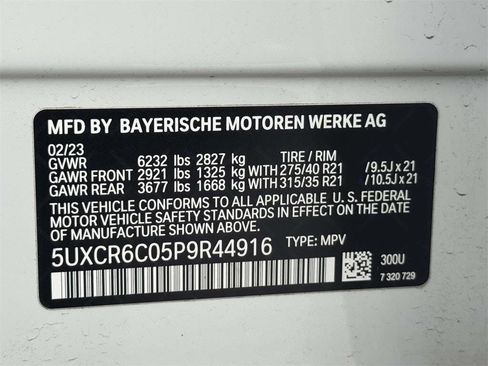 MFD BY BAYERISCHE MOTOREN WERKE AG
02/23
GVWR 6232 lbs 2827 kg TIRE / RIM
GAWR FRONT 2921 lbs 1325 kg WITH 275/40 R21 / 9.5J x 21
GAWR REAR 3677 lbs 1668 kg WITH 315/35 R21 / 10.5J x 21
THIS VEHICLE CONFORMS TO ALL APPLICABLE U. S. FEDERAL
MOTOR VEHICLE SAFETY, AND THEFT PREVENTION STANDARDS
IN EFFECT ON THE DATE OF MANUFACTURE SHOWN ABOVE.
5UXCR6C05P9R44916 TYPE: MPV
300U
7 320 729